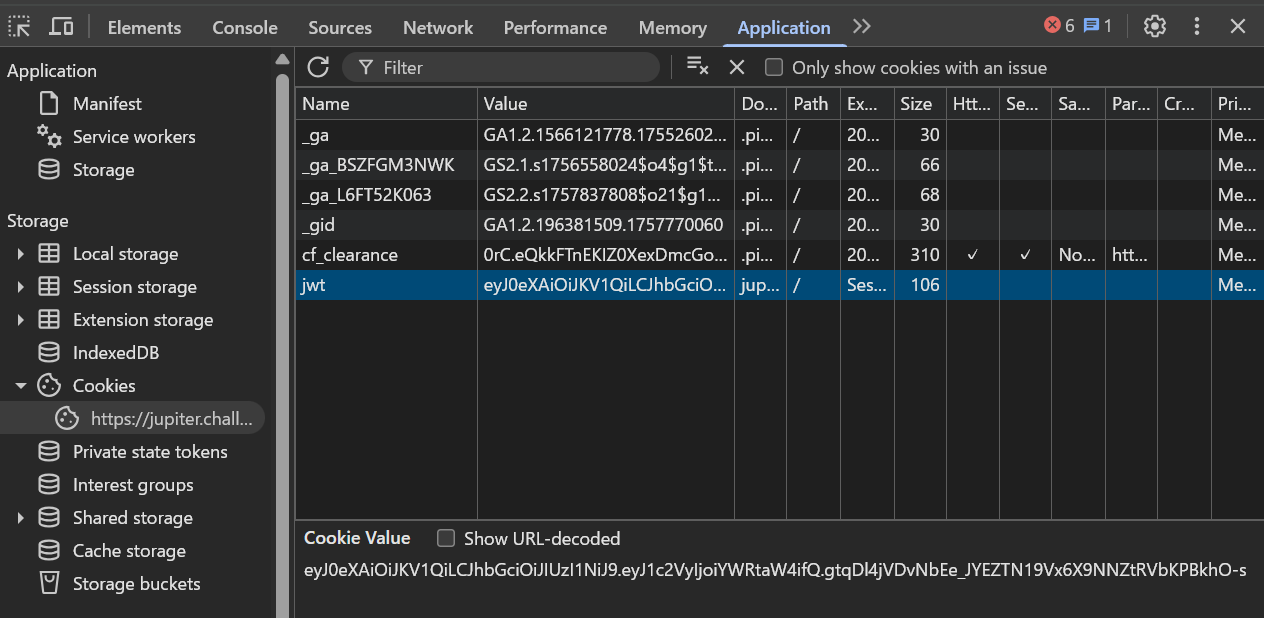 Elements Console Sources Network Performance Memory Application 6 1
Application
Manifest
Service workers
Storage
Storage
Local storage
Session storage
Extension storage
IndexedDB
Cookies
https://jupiter.chall...
Private state tokens
Interest groups
Shared storage
Cache storage
Storage buckets
Filter Only show cookies with an issue
Name Value Do... Path Ex... Size Htt... Se... Sa... Par... Cr... Pri...
_ga GA1.2.1566121778.17552602... .pi... / 20... 30 Me...
_ga_BSZFGM3NWK GS2.1.s1756558024$o4$g1$t... .pi... / 20... 66 Me...
_ga_L6FT52K063 GS2.2.s1757837808$o21$g1... .pi... / 20... 68 Me...
_gid GA1.2.196381509.1757770060 .pi... / 20... 30 Me...
cf_clearance 0rC.eQkkFTnEKIZ0XexDmcGo... .pi... / 20... 310 ✓ ✓ No... htt... Me...
jwt eyJ0eXAiOiJKV1QiLCJhbGciO... jup... / Ses... 106 Me...
Cookie Value Show URL-decoded
eyJ0eXAiOiJKV1QiLCJhbGciOiJIUzI1NiJ9.eyJ1c2VyIjoiYWRtaW4ifQ.gtqDl4jVDvNbEe_JYEZTN19Vx6X9NNZtRVbKPBkhO-s